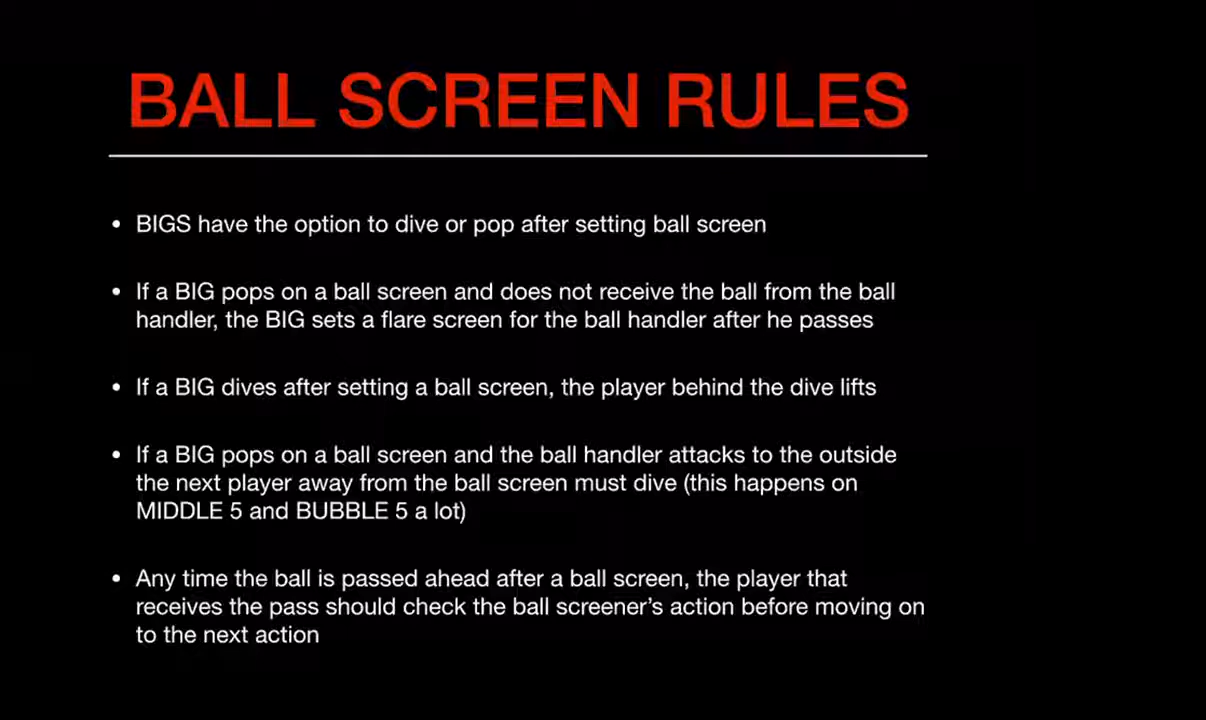 BALL SCREEN RULES
• BIGS have the option to dive or pop after setting ball screen
• If a BIG pops on a ball screen and does not receive the ball from the ball
handler, the BIG sets a flare screen for the ball handler after he passes
• If a BIG dives after setting a ball screen, the player behind the dive lifts
• If a BIG pops on a ball screen and the ball handler attacks to the outside
the next player away from the ball screen must dive (this happens on
MIDDLE 5 and BUBBLE 5 a lot)
• Any time the ball is passed ahead after a ball screen, the player that
receives the pass should check the ball screener’s action before moving on
to the next action